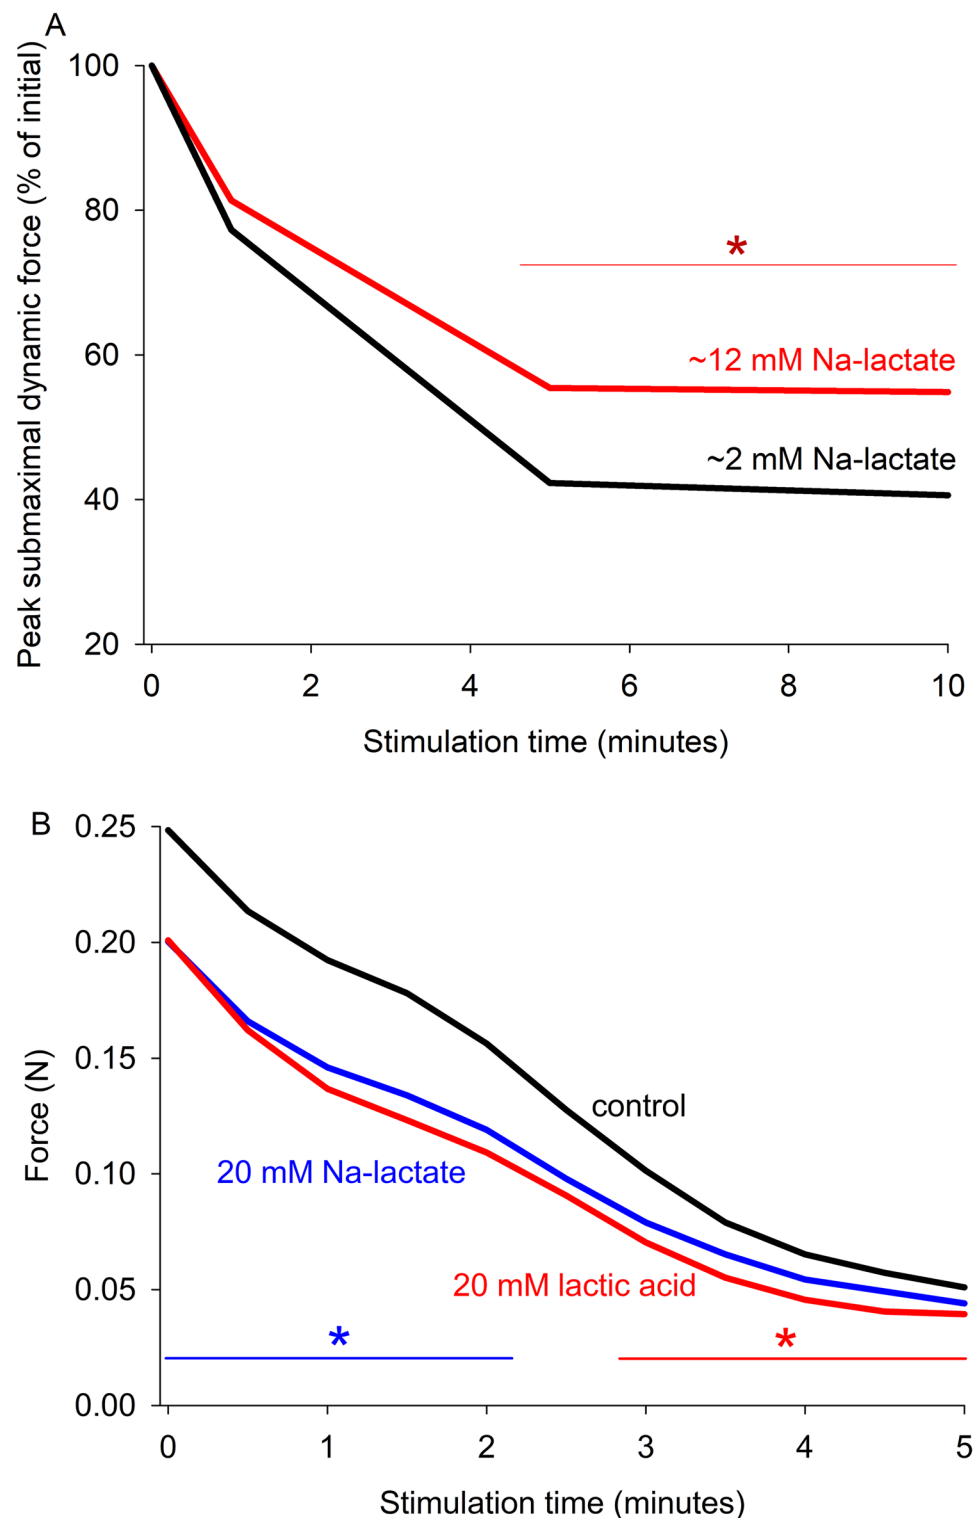 A
Peak submaximal dynamic force (% of initial)
100
80
60
40
20
*
~12 mM Na-lactate
~2 mM Na-lactate
0 2 4 6 8 10
Stimulation time (minutes)
B
Force (N)
0.25
0.20
0.15
0.10
0.05
0.00
control
20 mM Na-lactate
20 mM lactic acid
* *
0 1 2 3 4 5
Stimulation time (minutes)